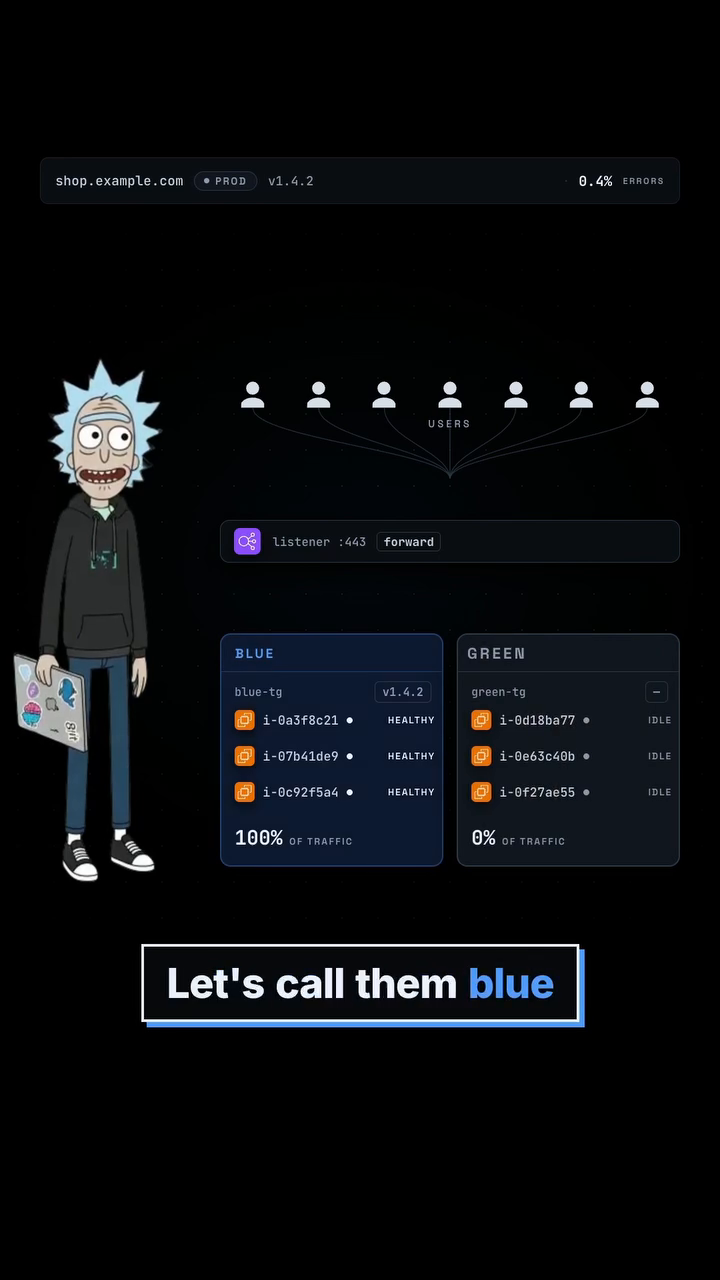 shop.example.com PROD v1.4.2 0.4% ERRORS
USERS
listener :443 forward
BLUE
blue-tg v1.4.2
i-0a3f8c21 HEALTHY
i-07b41de9 HEALTHY
i-0c92f5a4 HEALTHY
100% OF TRAFFIC
GREEN
green-tg —
i-0d18ba77 IDLE
i-0e63c40b IDLE
i-0f27ae55 IDLE
0% OF TRAFFIC
Let's call them blue